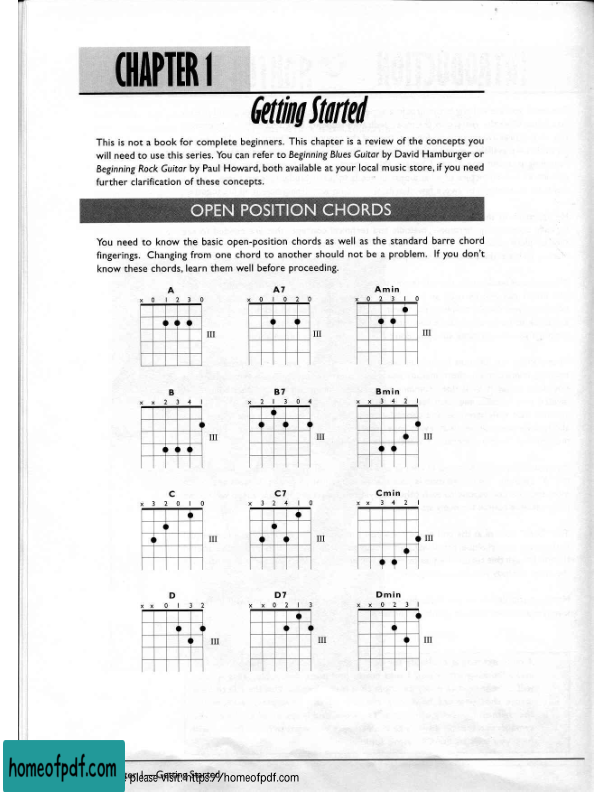 CHAPTER 1
Getting Started
This is not a book for complete beginners. This chapter is a review of the concepts you
will need to use this series. You can refer to Beginning Blues Guitar by David Hamburger or
Beginning Rock Guitar by Paul Howard, both available at your local music store, if you need
further clarification of these concepts.
OPEN POSITION CHORDS
You need to know the basic open-position chords as well as the standard barre chord
fingerings. Changing from one chord to another should not be a problem. If you don't
know these chords, learn them well before proceeding.
A A7 Amin
x 0 1 2 3 0 x 0 1 0 2 0 x 0 2 3 1 0
III III III
B B7 Bmin
x x 2 3 4 1 x 2 1 3 0 4 x x 3 4 2 1
III III III
C C7 Cmin
x 3 2 0 1 0 x 3 2 4 1 0 x x 3 4 2 1
III III III
D D7 Dmin
x x 0 1 3 2 x x 0 2 1 3 x x 0 2 3 1
III III III
homeofpdf.com
1—Getting Started
please visit: https://homeofpdf.com